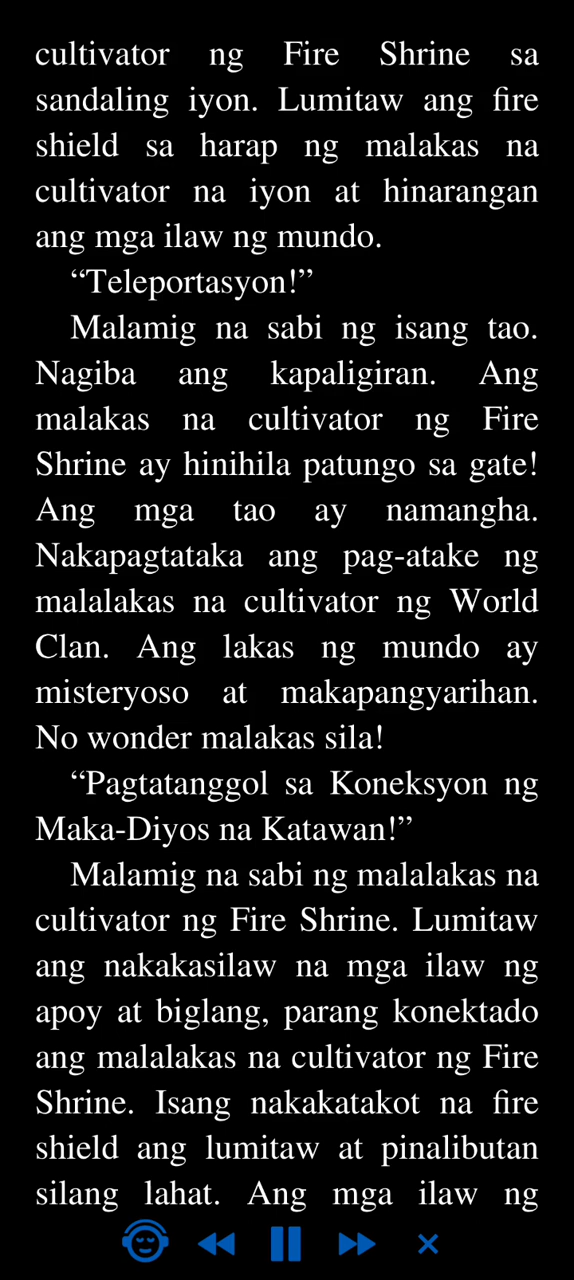 cultivator ng Fire Shrine sa
sandaling iyon. Lumitaw ang fire
shield sa harap ng malakas na
cultivator na iyon at hinarangan
ang mga ilaw ng mundo.
“Teleportasyon!”
Malamig na sabi ng isang tao.
Nagiba ang kapaligiran. Ang
malakas na cultivator ng Fire
Shrine ay hinihila patungo sa gate!
Ang mga tao ay namangha.
Nakapagtataka ang pag-atake ng
malalakas na cultivator ng World
Clan. Ang lakas ng mundo ay
misteryoso at makapangyarihan.
No wonder malakas sila!
“Pagtatanggol sa Koneksyon ng
Maka-Diyos na Katawan!”
Malamig na sabi ng malalakas na
cultivator ng Fire Shrine. Lumitaw
ang nakakasilaw na mga ilaw ng
apoy at biglang, parang konektado
ang malalakas na cultivator ng Fire
Shrine. Isang nakakatakot na fire
shield ang lumitaw at pinalibutan
silang lahat. Ang mga ilaw ng